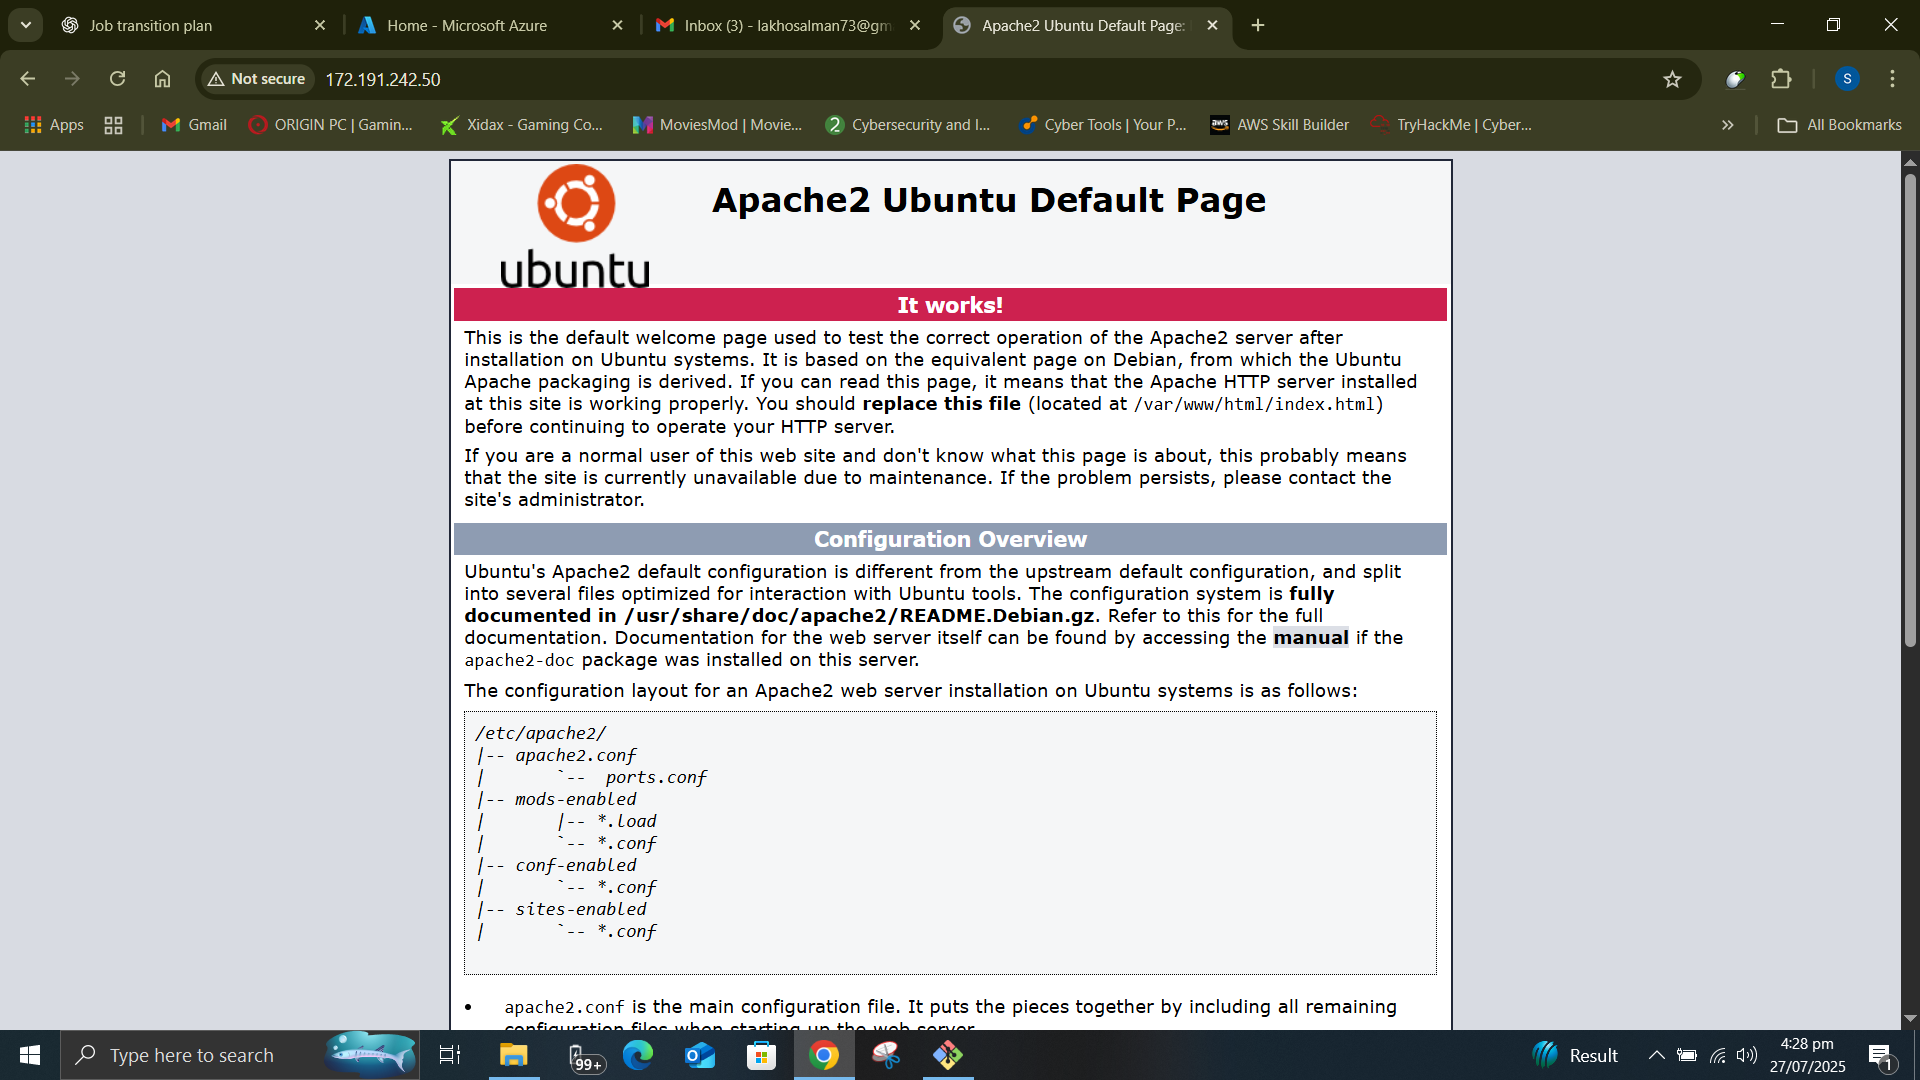 Job transition plan
Home - Microsoft Azure
Inbox (3) - lakhosalman73@gm
Apache2 Ubuntu Default Page:
Not secure
172.191.242.50
S
Apps
Gmail
ORIGIN PC | Gamin...
Xidax - Gaming Co...
MoviesMod | Movie...
2
Cybersecurity and I...
Cyber Tools | Your P...
aws
AWS Skill Builder
TryHackMe | Cyber...
All Bookmarks
ubuntu
Apache2 Ubuntu Default Page
It works!
This is the default welcome page used to test the correct operation of the Apache2 server after
installation on Ubuntu systems. It is based on the equivalent page on Debian, from which the Ubuntu
Apache packaging is derived. If you can read this page, it means that the Apache HTTP server installed
at this site is working properly. You should replace this file (located at /var/www/html/index.html)
before continuing to operate your HTTP server.
If you are a normal user of this web site and don't know what this page is about, this probably means
that the site is currently unavailable due to maintenance. If the problem persists, please contact the
site's administrator.
Configuration Overview
Ubuntu's Apache2 default configuration is different from the upstream default configuration, and split
into several files optimized for interaction with Ubuntu tools. The configuration system is fully
documented in /usr/share/doc/apache2/README.Debian.gz. Refer to this for the full
documentation. Documentation for the web server itself can be found by accessing the manual if the
apache2-doc package was installed on this server.
The configuration layout for an Apache2 web server installation on Ubuntu systems is as follows:
/etc/apache2/
|-- apache2.conf
|       `--  ports.conf
|-- mods-enabled
|       |-- *.load
|       `-- *.conf
|-- conf-enabled
|       `-- *.conf
|-- sites-enabled
|       `-- *.conf
• apache2.conf is the main configuration file. It puts the pieces together by including all remaining
configuration files when starting up the web server.
Type here to search
99+
Result
4:28 pm
27/07/2025
1